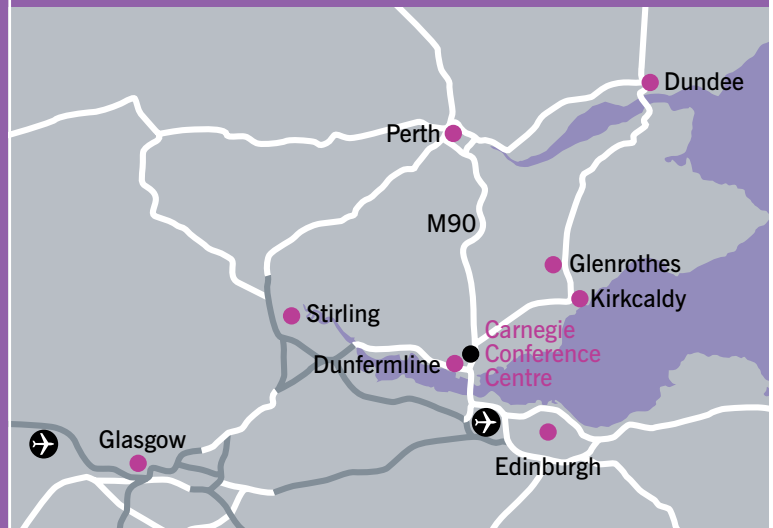 Dundee
Perth
M90
Glenrothes
Kirkcaldy
Stirling
Carnegie
Conference
Centre
Dunfermline
Glasgow
Edinburgh